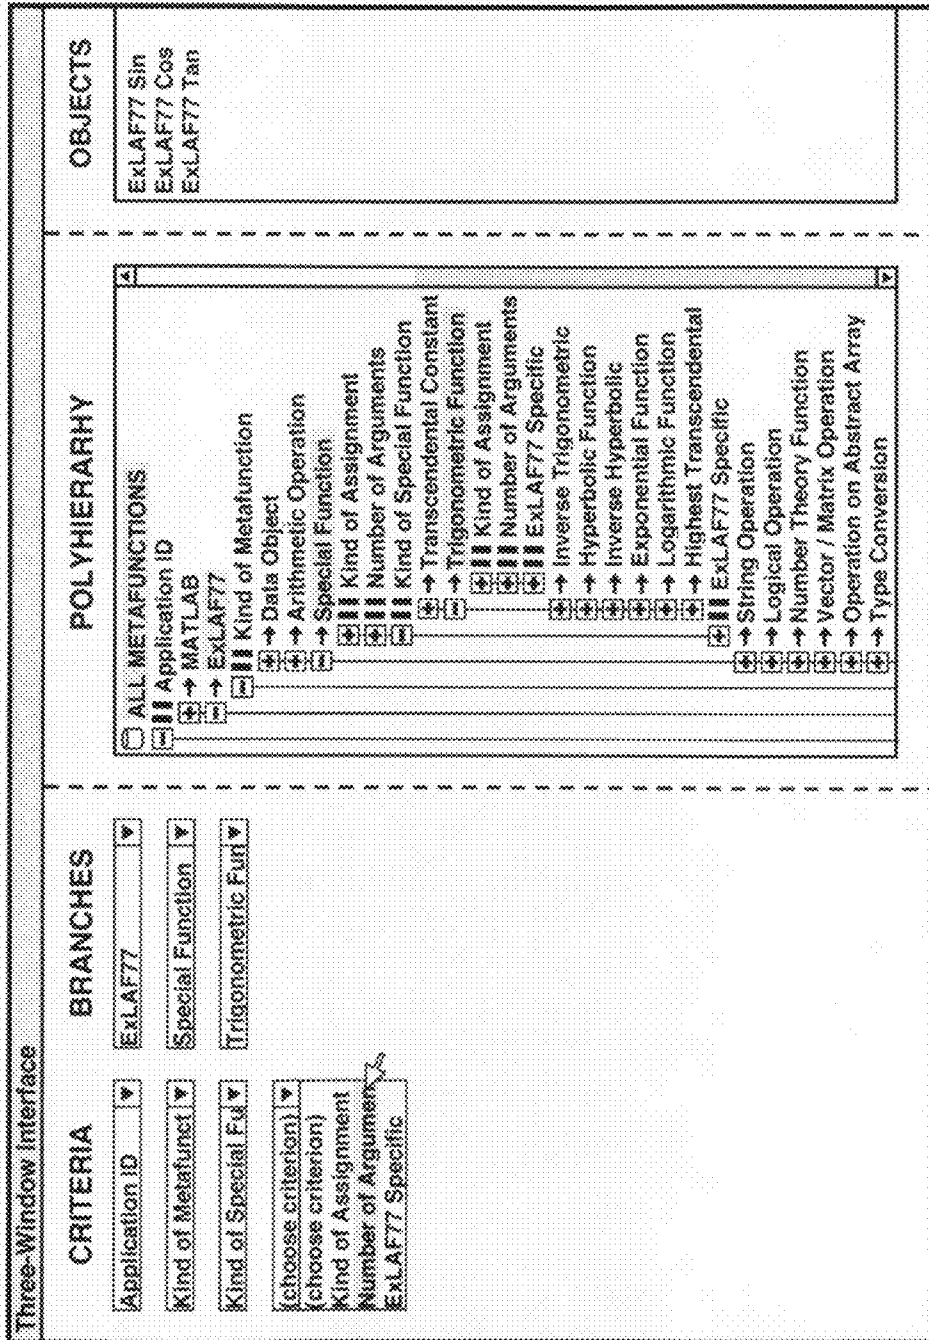 Three-Window Interface
CRITERIA
BRANCHES
POLYHIERARHY
OBJECTS
Application ID
ExLAF77
Kind of Metafunct
Special Function
Kind of Special Fu
Trigonometric Fun
(choose criterion)
(choose criterion)
Kind of Assignment
Number of Argumen
ExLAF77 Specific
ALL METAFUNCTIONS
Application ID
MATLAB
ExLAF77
Kind of Metafunction
Data Object
Arithmetic Operation
Special Function
Kind of Assignment
Number of Arguments
Kind of Special Function
Transcendental Constant
Trigonometric Function
Kind of Assignment
Number of Arguments
ExLAF77 Specific
Inverse Trigonometric
Hyperbolic Function
Inverse Hyperbolic
Exponential Function
Logarithmic Function
Highest Transcendental
ExLAF77 Specific
String Operation
Logical Operation
Number Theory Function
Vector / Matrix Operation
Operation on Abstract Array
Type Conversion
ExLAF77 Sin
ExLAF77 Cos
ExLAF77 Tan